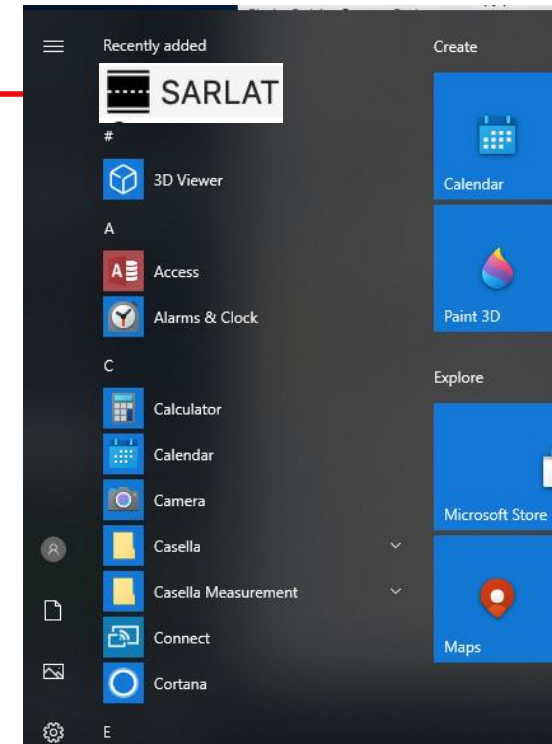 Recently added
SARLAT
#
3D Viewer
A
Access
Alarms & Clock
C
Calculator
Calendar
Camera
Casella
Casella Measurement
Connect
Cortana
E
Create
Calendar
Paint 3D
Explore
Microsoft Store
Maps